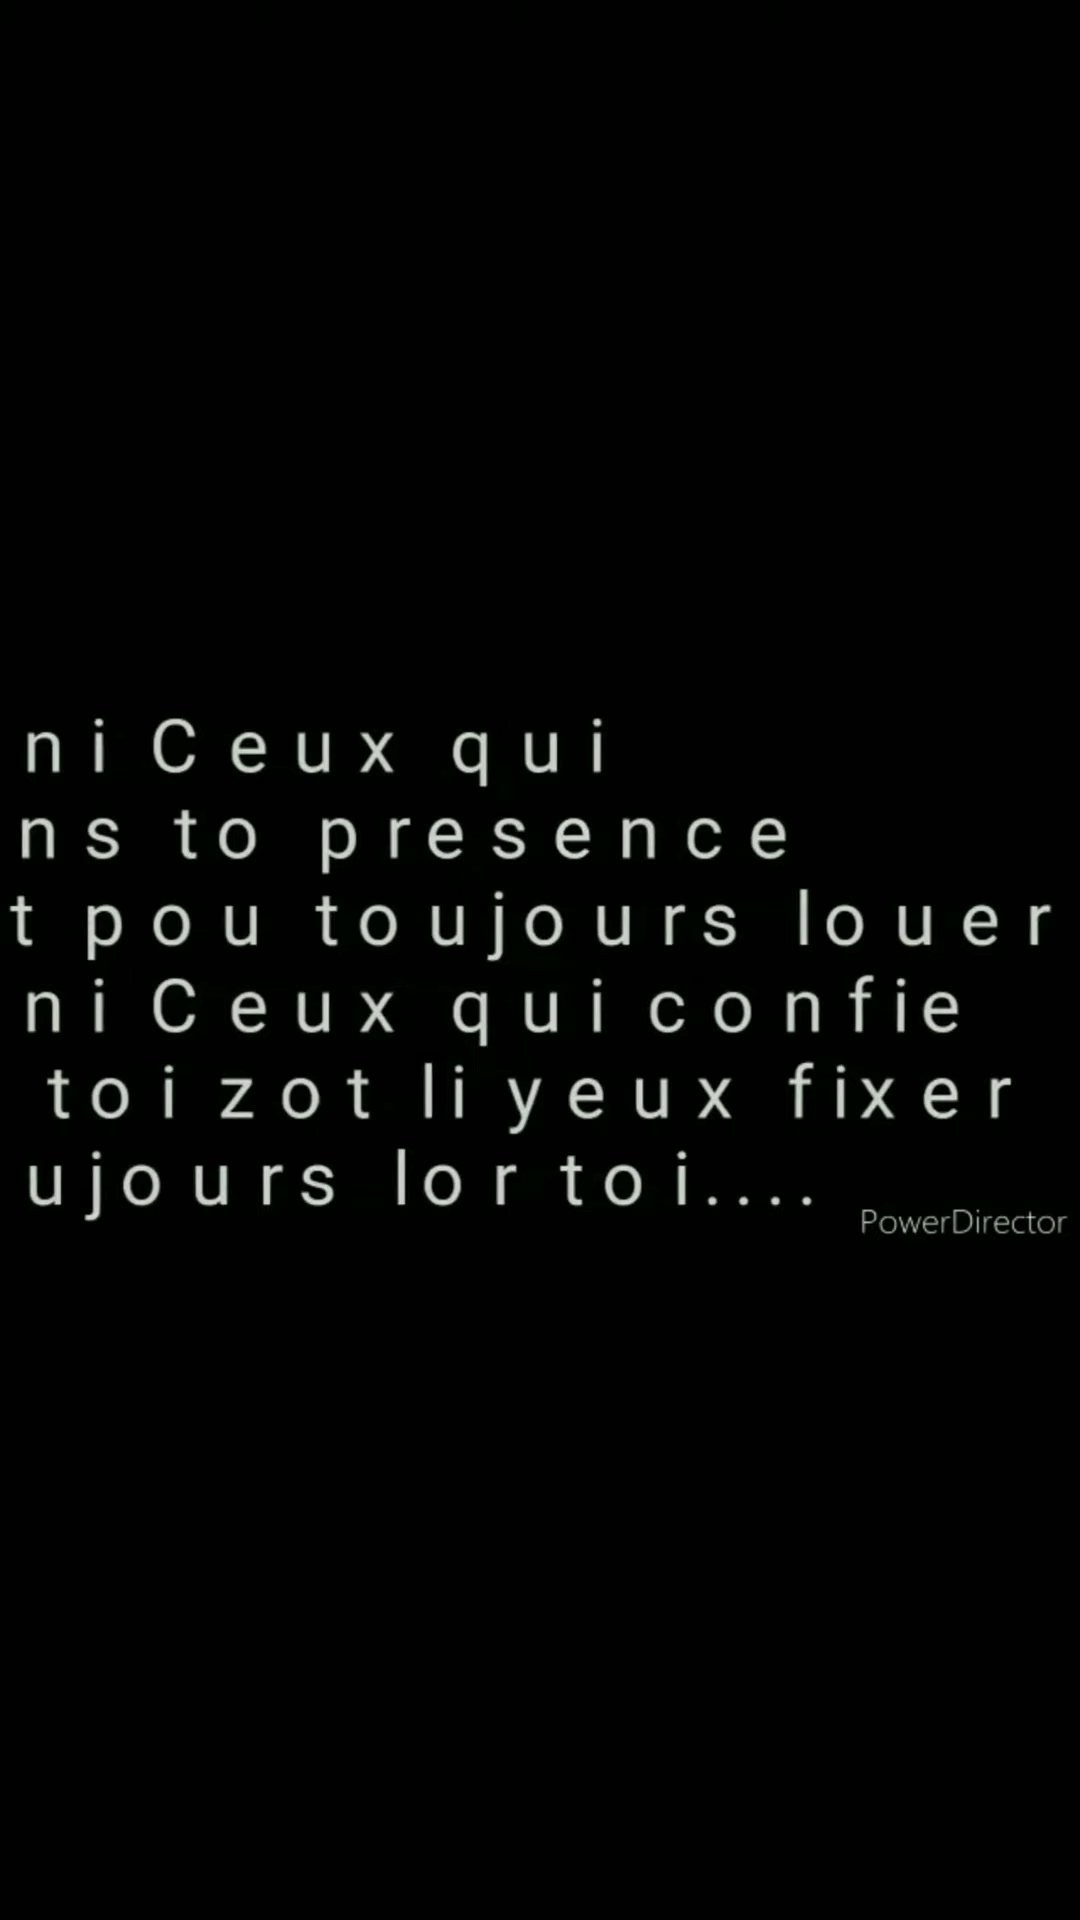 ni Ceux qui
ns to presence
t pou toujours louer
ni Ceux qui confie
toi zot li yeux fixer
ujours lor toi....
PowerDirector